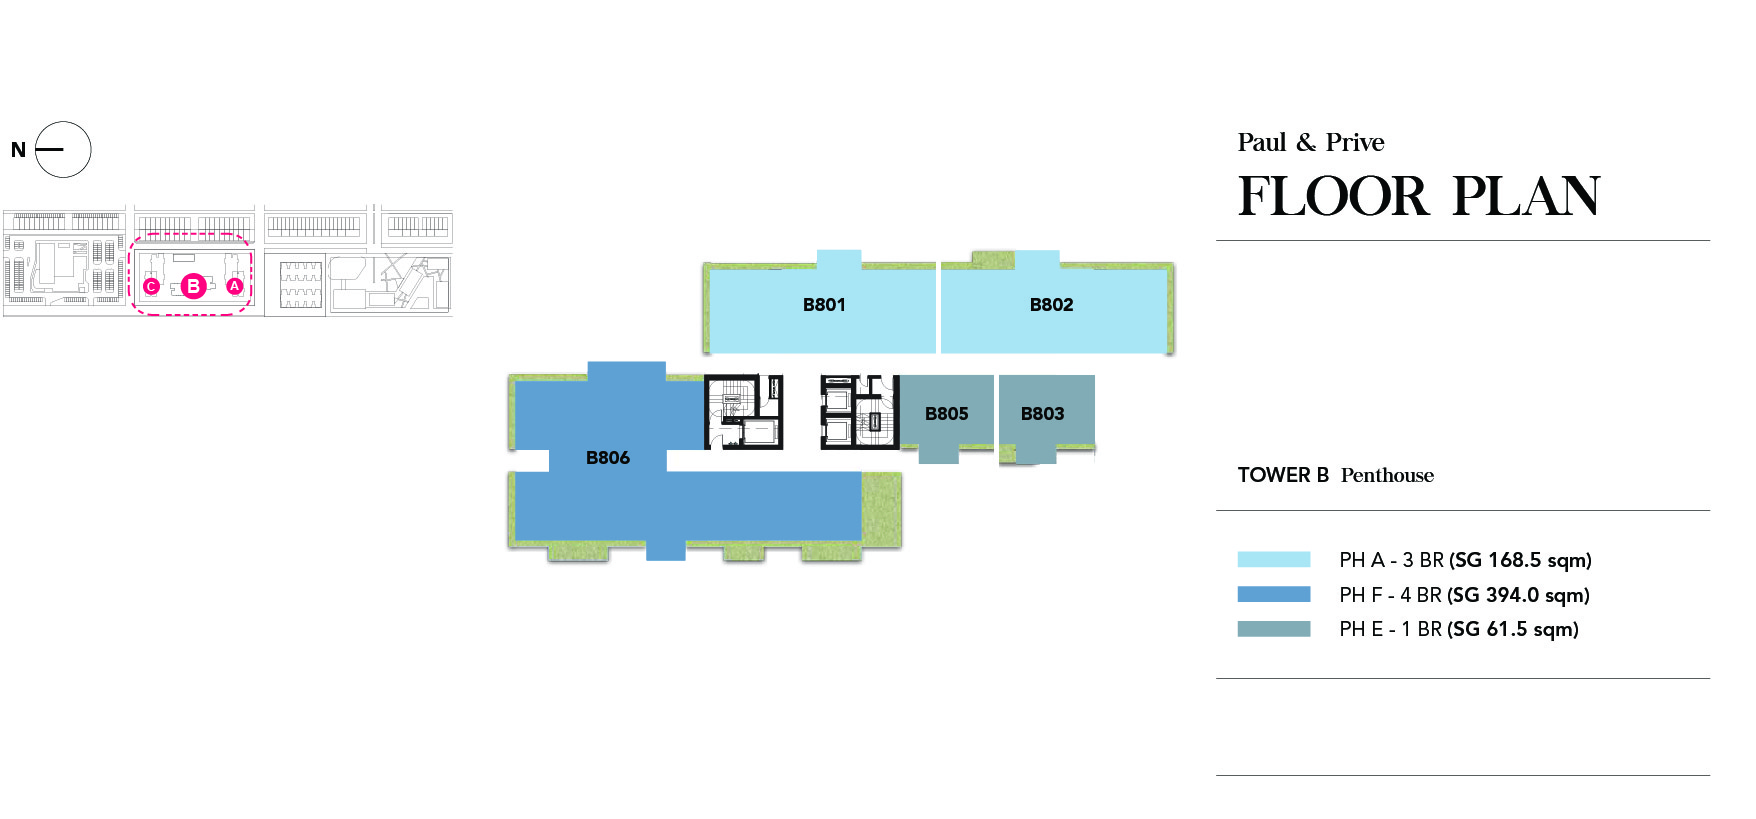 N
C
B
A
B801
B802
B805
B803
B806
Paul & Prive
FLOOR PLAN
TOWER B Penthouse
PH A - 3 BR (SG 168.5 sqm)
PH F - 4 BR (SG 394.0 sqm)
PH E - 1 BR (SG 61.5 sqm)